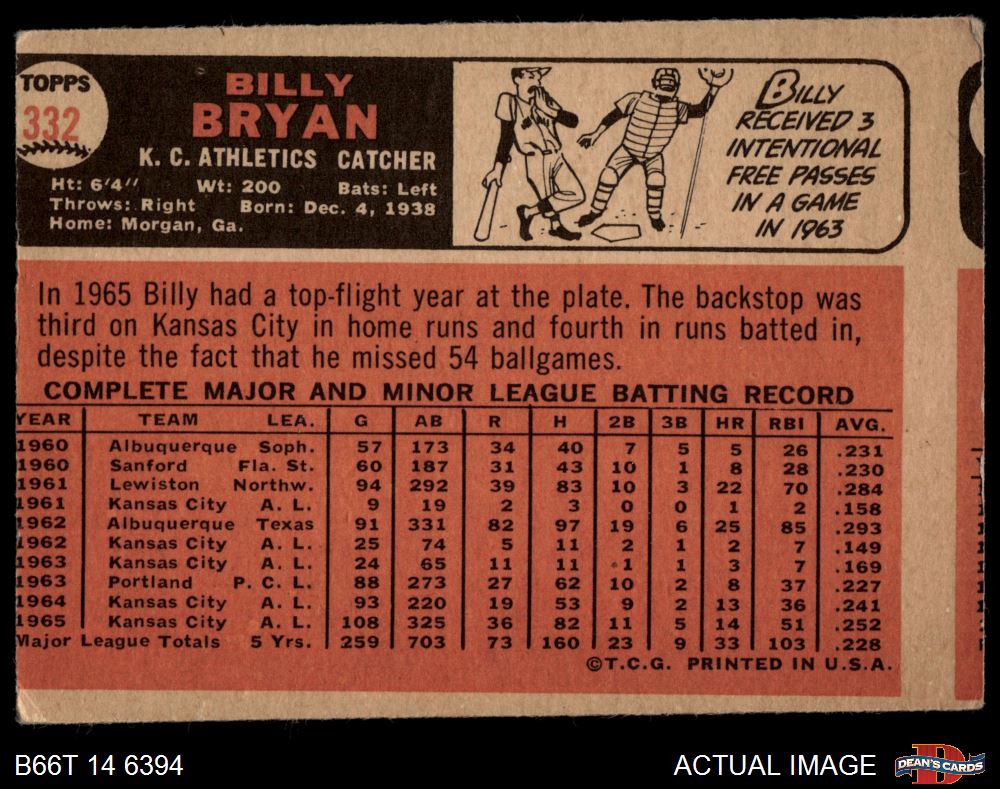 TOPPS
332
BILLY
BRYAN
K. C. ATHLETICS CATCHER
Ht: 6'4" Wt: 200 Bats: Left
Throws: Right Born: Dec. 4, 1938
Home: Morgan, Ga.
BILLY
RECEIVED 3
INTENTIONAL
FREE PASSES
IN A GAME
IN 1963
In 1965 Billy had a top-flight year at the plate. The backstop was
third on Kansas City in home runs and fourth in runs batted in,
despite the fact that he missed 54 ballgames.
COMPLETE MAJOR AND MINOR LEAGUE BATTING RECORD
YEAR TEAM LEA. G AB R H 2B 3B HR RBI AVG.
1960 Albuquerque Soph. 57 173 34 40 7 5 5 26 .231
1960 Sanford Fla. St. 60 187 31 43 10 1 8 28 .230
1961 Lewiston Northw. 94 292 39 83 10 3 22 70 .284
1961 Kansas City A. L. 9 19 2 3 0 0 1 2 .158
1962 Albuquerque Texas 91 331 82 97 19 6 25 85 .293
1962 Kansas City A. L. 25 74 5 11 2 1 2 7 .149
1963 Kansas City A. L. 24 65 11 11 1 1 3 7 .169
1963 Portland P. C. L. 88 273 27 62 10 2 8 37 .227
1964 Kansas City A. L. 93 220 19 53 9 2 13 36 .241
1965 Kansas City A. L. 108 325 36 82 11 5 14 51 .252
Major League Totals 5 Yrs. 259 703 73 160 23 9 33 103 .228
©T.C.G. PRINTED IN U.S.A.
B66T 14 6394
ACTUAL IMAGE
DEAN'S CARDS